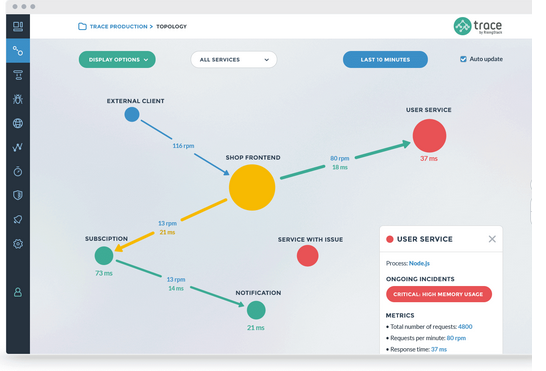 TRACE PRODUCTION > TOPOLOGY
trace
by RisingStack
DISPLAY OPTIONS
ALL SERVICES
LAST 10 MINUTES
Auto update
EXTERNAL CLIENT
USER SERVICE
116 rpm
SHOP FRONTEND
80 rpm
18 ms
37 ms
13 rpm
21 ms
SUBSCIPTION
SERVICE WITH ISSUE
73 ms
13 rpm
14 ms
NOTIFICATION
21 ms
USER SERVICE
Process: Node.js
ONGOING INCIDENTS
CRITICAL: HIGH MEMORY USAGE
METRICS
• Total number of requests: 4800
• Requests per minute: 80 rpm
• Response time: 37 ms